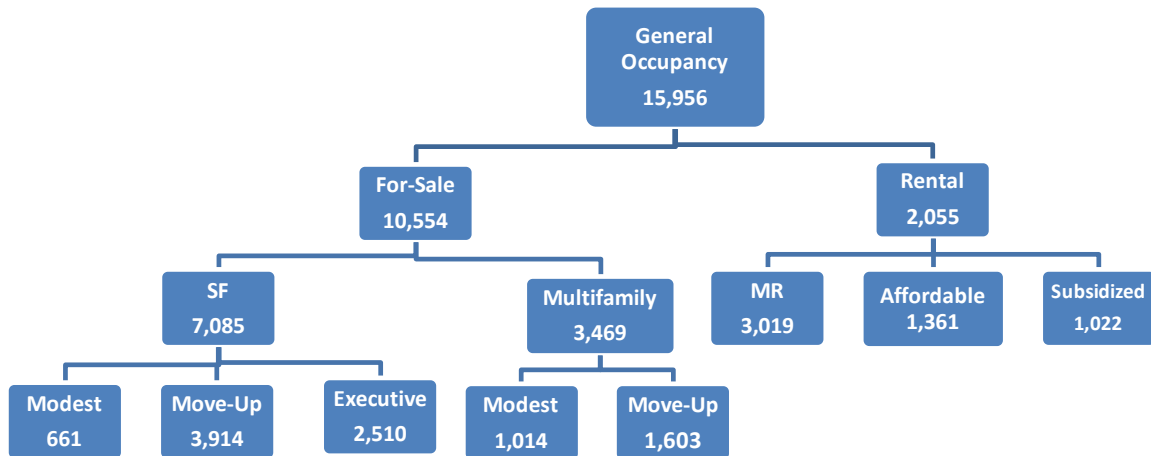 General
Occupancy
15,956
For-Sale
10,554
Rental
2,055
SF
7,085
Multifamily
3,469
MR
3,019
Affordable
1,361
Subsidized
1,022
Modest
661
Move-Up
3,914
Executive
2,510
Modest
1,014
Move-Up
1,603